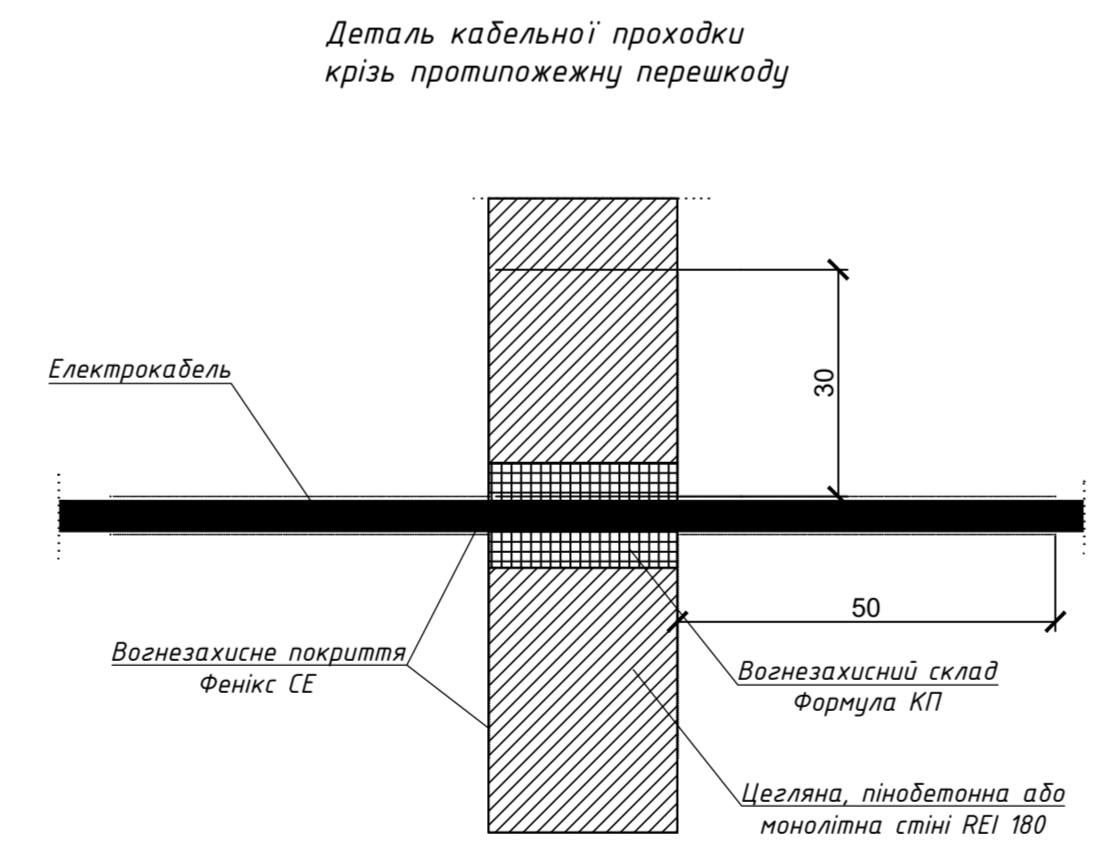 Деталь кабельної проходки
крізь протипожежну перешкоду
30
Електрокабель
50
Вогнезахисне покриття
Фенікс СЕ
Вогнезахисний склад
Формула КП
Цегляна, пінобетонна або
монолітна стіні REI 180